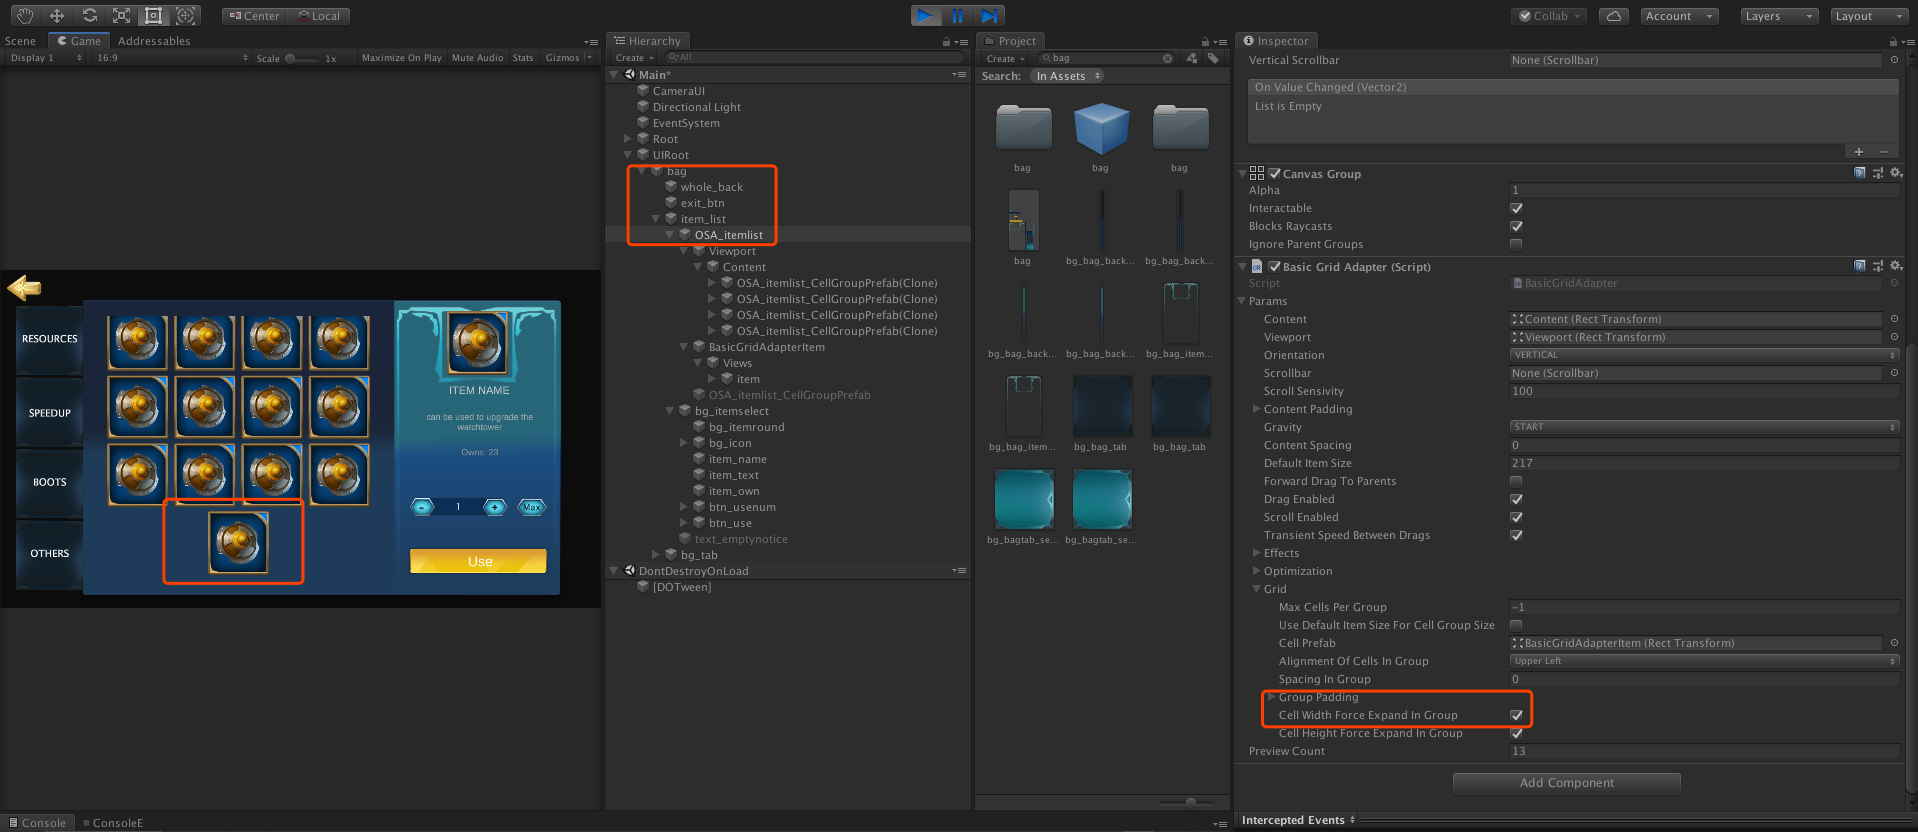 Center Local
Collab Account Layers Layout
Scene Game Addressables
Display 1 16:9 Scale 1x Maximize On Play Mute Audio Stats Gizmos
RESOURCES
SPEEDUP
BOOTS
OTHERS
ITEM NAME
can be used to upgrade the
watchtower
Owns: 23
- 1 + Max
Use
Hierarchy
Create All
Main*
CameraUI
Directional Light
EventSystem
Root
UIRoot
bag
whole_back
exit_btn
item_list
OSA_itemlist
Viewport
Content
OSA_itemlist_CellGroupPrefab(Clone)
OSA_itemlist_CellGroupPrefab(Clone)
OSA_itemlist_CellGroupPrefab(Clone)
OSA_itemlist_CellGroupPrefab(Clone)
BasicGridAdapterItem
Views
item
OSA_itemlist_CellGroupPrefab
bg_itemselect
bg_itemround
bg_icon
item_name
item_text
item_own
btn_usenum
btn_use
text_emptynotice
bg_tab
DontDestroyOnLoad
[DOTween]
Project
Create bag
Search: In Assets
bag bag bag
bag bg_bag_back... bg_bag_back...
bg_bag_back... bg_bag_back... bg_bag_item...
bg_bag_item... bg_bag_tab bg_bag_tab
bg_bagtab_se... bg_bagtab_se...
Inspector
Vertical Scrollbar None (Scrollbar)
On Value Changed (Vector2)
List is Empty
+ −
Canvas Group
Alpha 1
Interactable
Blocks Raycasts
Ignore Parent Groups
Basic Grid Adapter (Script)
Script BasicGridAdapter
Params
Content Content (Rect Transform)
Viewport Viewport (Rect Transform)
Orientation VERTICAL
Scrollbar None (Scrollbar)
Scroll Sensivity 100
Content Padding
Gravity START
Content Spacing 0
Default Item Size 217
Forward Drag To Parents
Drag Enabled
Scroll Enabled
Transient Speed Between Drags
Effects
Optimization
Grid
Max Cells Per Group -1
Use Default Item Size For Cell Group Size
Cell Prefab BasicGridAdapterItem (Rect Transform)
Alignment Of Cells In Group Upper Left
Spacing In Group 0
Group Padding
Cell Width Force Expand In Group
Cell Height Force Expand In Group
Preview Count 13
Add Component
Console ConsoleE
Intercepted Events